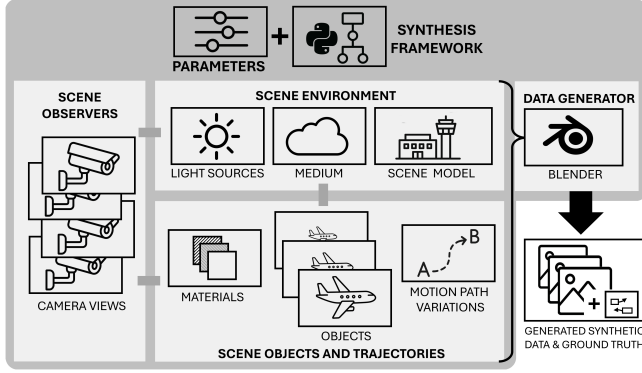 PARAMETERS
+
SYNTHESIS
FRAMEWORK
SCENE
OBSERVERS
CAMERA VIEWS
SCENE ENVIRONMENT
LIGHT SOURCES
MEDIUM
SCENE MODEL
DATA GENERATOR
BLENDER
MATERIALS
OBJECTS
A
B
MOTION PATH
VARIATIONS
SCENE OBJECTS AND TRAJECTORIES
+
GENERATED SYNTHETIC
DATA & GROUND TRUTH